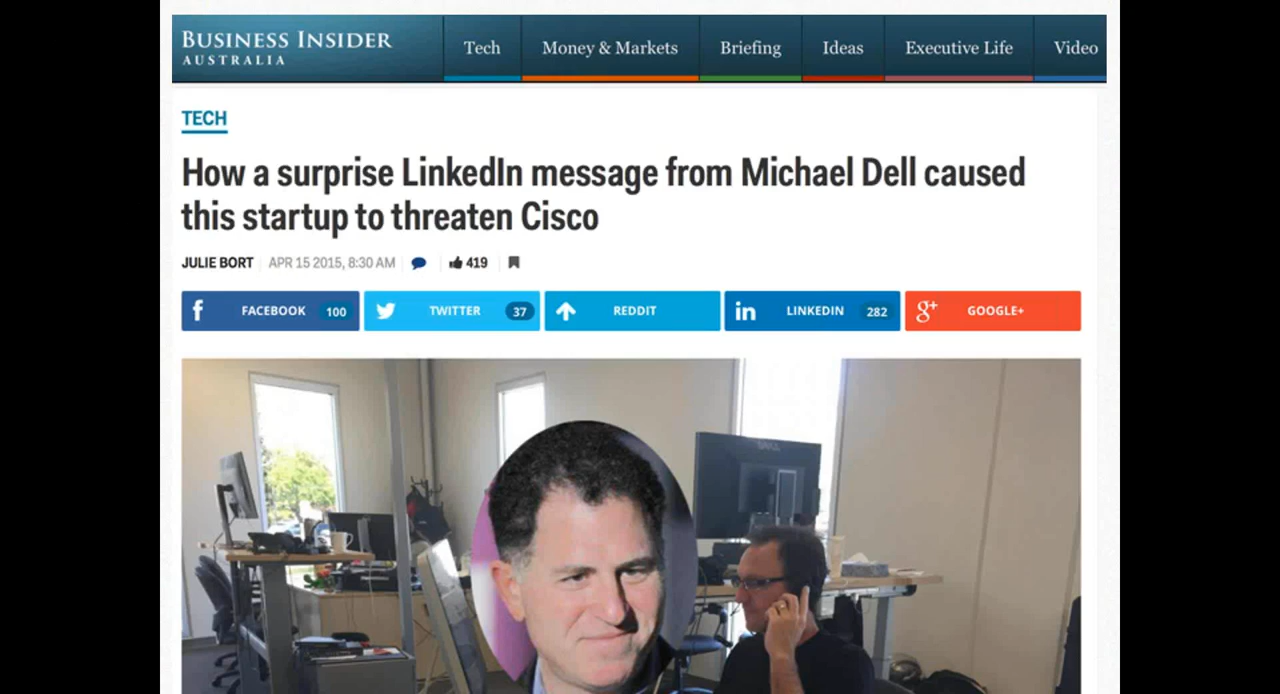 BUSINESS INSIDER
AUSTRALIA
Tech
Money & Markets
Briefing
Ideas
Executive Life
Video
TECH
How a surprise LinkedIn message from Michael Dell caused
this startup to threaten Cisco
JULIE BORT APR 15 2015, 8:30 AM 419
f FACEBOOK 100
TWITTER 37
REDDIT
in LINKEDIN 282
g+ GOOGLE+